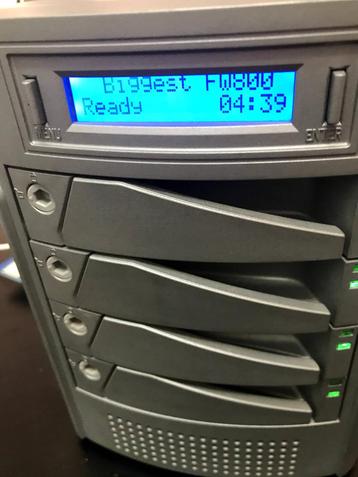 Biggest FW800
Ready 04:39
MENU ENTER